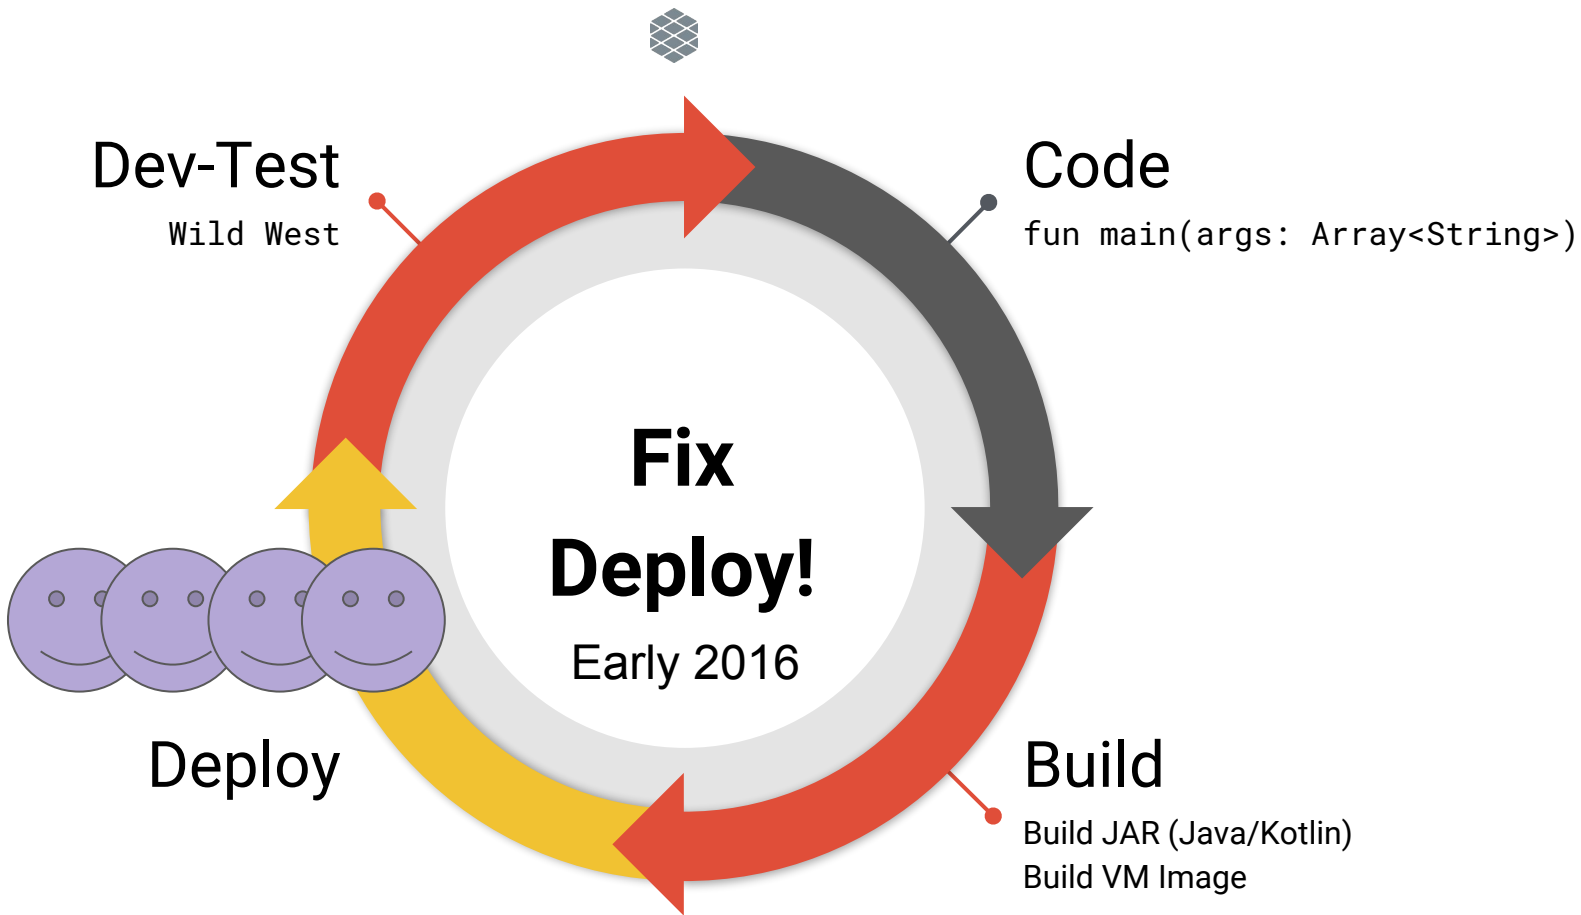 Dev-Test
Wild West
Code
fun main(args: Array<String>)
Fix
Deploy!
Early 2016
Deploy
Build
Build JAR (Java/Kotlin)
Build VM Image